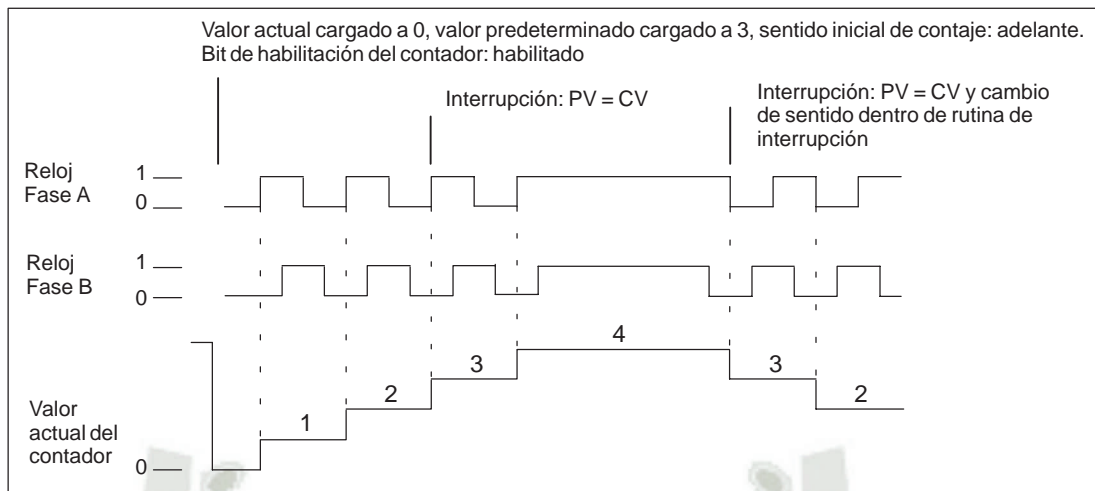 Valor actual cargado a 0, valor predeterminado cargado a 3, sentido inicial de contaje: adelante.
Bit de habilitación del contador: habilitado
Interrupción: PV = CV
Interrupción: PV = CV y cambio
de sentido dentro de rutina de
interrupción
Reloj
Fase A
1
0
Reloj
Fase B
1
0
Valor
actual del
contador
0
1
2
3
4
3
2